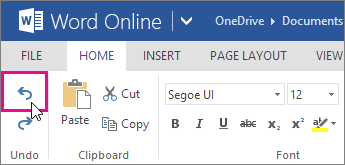 Word Online OneDrive ▸ Documents
FILE HOME INSERT PAGE LAYOUT VIEW
Cut
Segoe UI 12
Paste
Copy
B I U abc x₂ x² ab A
Undo Clipboard Font